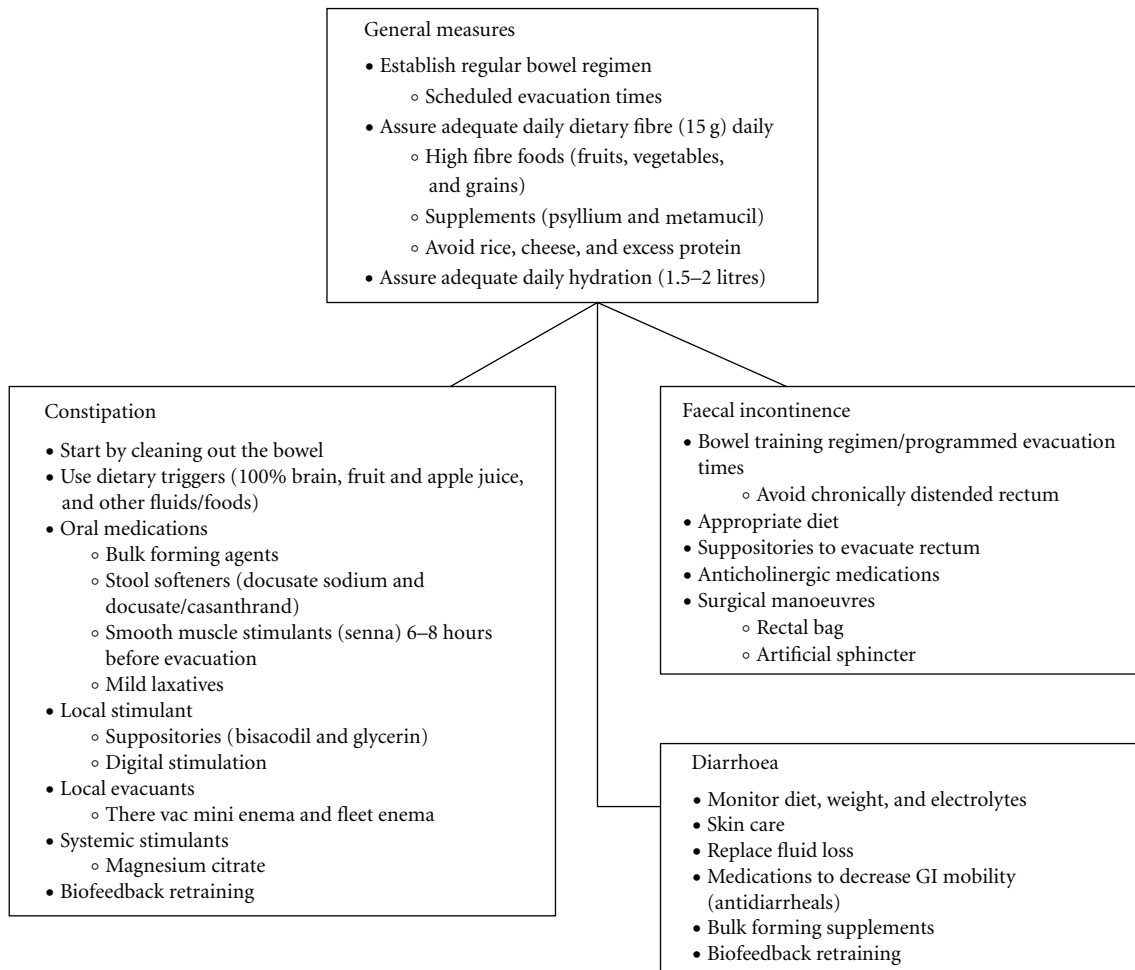 General measures
• Establish regular bowel regimen
◦ Scheduled evacuation times
• Assure adequate daily dietary fibre (15 g) daily
◦ High fibre foods (fruits, vegetables,
and grains)
◦ Supplements (psyllium and metamucil)
◦ Avoid rice, cheese, and excess protein
• Assure adequate daily hydration (1.5–2 litres)
Constipation
• Start by cleaning out the bowel
• Use dietary triggers (100% brain, fruit and apple juice,
and other fluids/foods)
• Oral medications
◦ Bulk forming agents
◦ Stool softeners (docusate sodium and
docusate/casanthrand)
◦ Smooth muscle stimulants (senna) 6–8 hours
before evacuation
◦ Mild laxatives
• Local stimulant
◦ Suppositories (bisacodil and glycerin)
◦ Digital stimulation
• Local evacuants
◦ There vac mini enema and fleet enema
• Systemic stimulants
◦ Magnesium citrate
• Biofeedback retraining
Faecal incontinence
• Bowel training regimen/programmed evacuation
times
◦ Avoid chronically distended rectum
• Appropriate diet
• Suppositories to evacuate rectum
• Anticholinergic medications
• Surgical manoeuvres
◦ Rectal bag
◦ Artificial sphincter
Diarrhoea
• Monitor diet, weight, and electrolytes
• Skin care
• Replace fluid loss
• Medications to decrease GI mobility
(antidiarrheals)
• Bulk forming supplements
• Biofeedback retraining